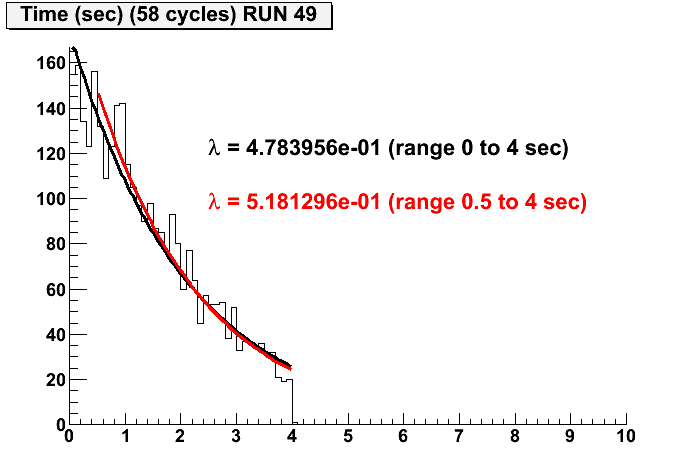 Time (sec) (58 cycles) RUN 49
160
140
120
100
80
60
40
20
0
λ = 4.783956e-01 (range 0 to 4 sec)
λ = 5.181296e-01 (range 0.5 to 4 sec)
0 1 2 3 4 5 6 7 8 9 10